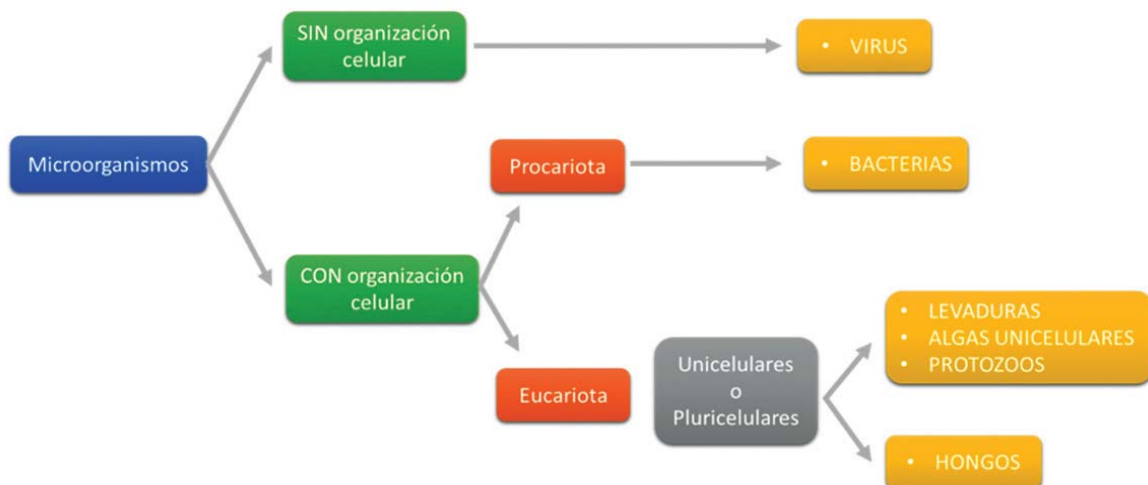 SIN organización
celular
• VIRUS
Microorganismos
Procariota
• BACTERIAS
CON organización
celular
Eucariota
Unicelulares
o
Pluricelulares
• LEVADURAS
• ALGAS UNICELULARES
• PROTOZOOS
• HONGOS